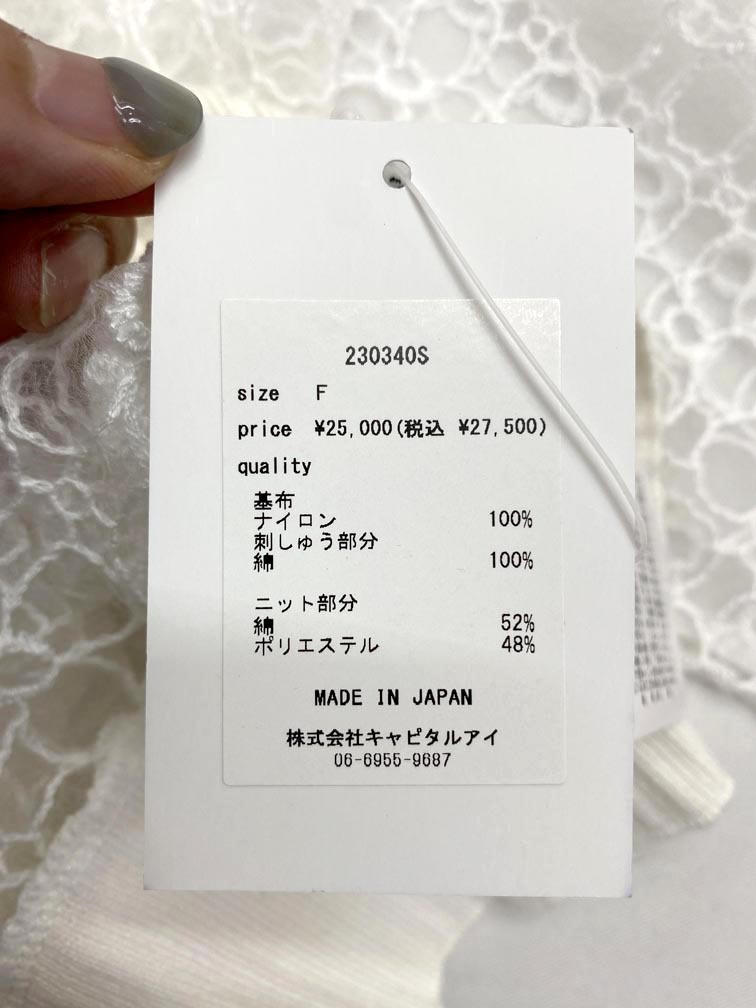 230340S
size F
price ¥25,000(税込 ¥27,500)
quality
基布
ナイロン 100%
刺しゅう部分
綿 100%
ニット部分
綿 52%
ポリエステル 48%
MADE IN JAPAN
株式会社キャピタルアイ
06-6955-9687